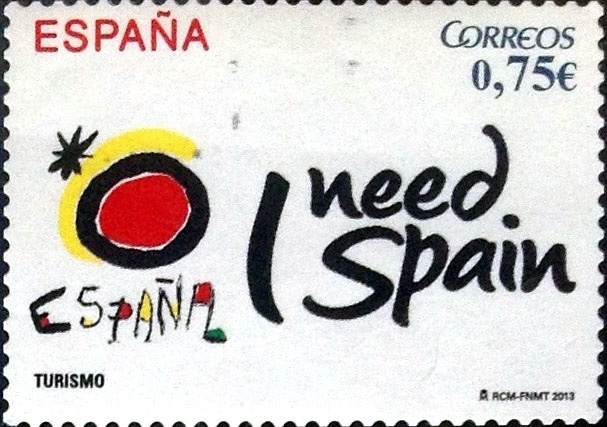 ESPAÑA
CORREOS
0,75€
I need
Spain
ESPAÑA
TURISMO
RCM-FNMT 2013